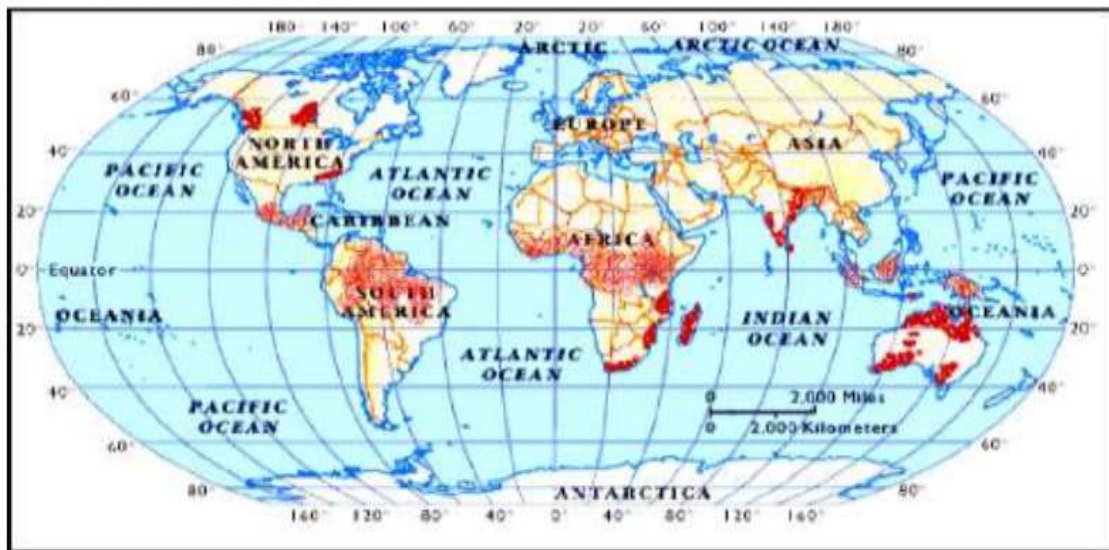 180° 140° 100° 60° 20° 20° 60° 100° 140° 180°
ARCTIC
ARCTIC OCEAN
80°
80°
60°
60°
EUROPE
ASIA
NORTH
AMERICA
40°
40°
PACIFIC
OCEAN
ATLANTIC
OCEAN
PACIFIC
OCEAN
20°
20°
CARIBBEAN
AFRICA
0°
Equator
0°
SOUTH
AMERICA
OCEANIA
INDIAN
OCEAN
OCEANIA
20°
20°
ATLANTIC
OCEAN
40°
40°
0 2,000 Miles
0 2,000 Kilometers
PACIFIC
OCEAN
60°
60°
80°
80°
ANTARCTICA
160° 120° 80° 40° 0° 40° 80° 120° 160°